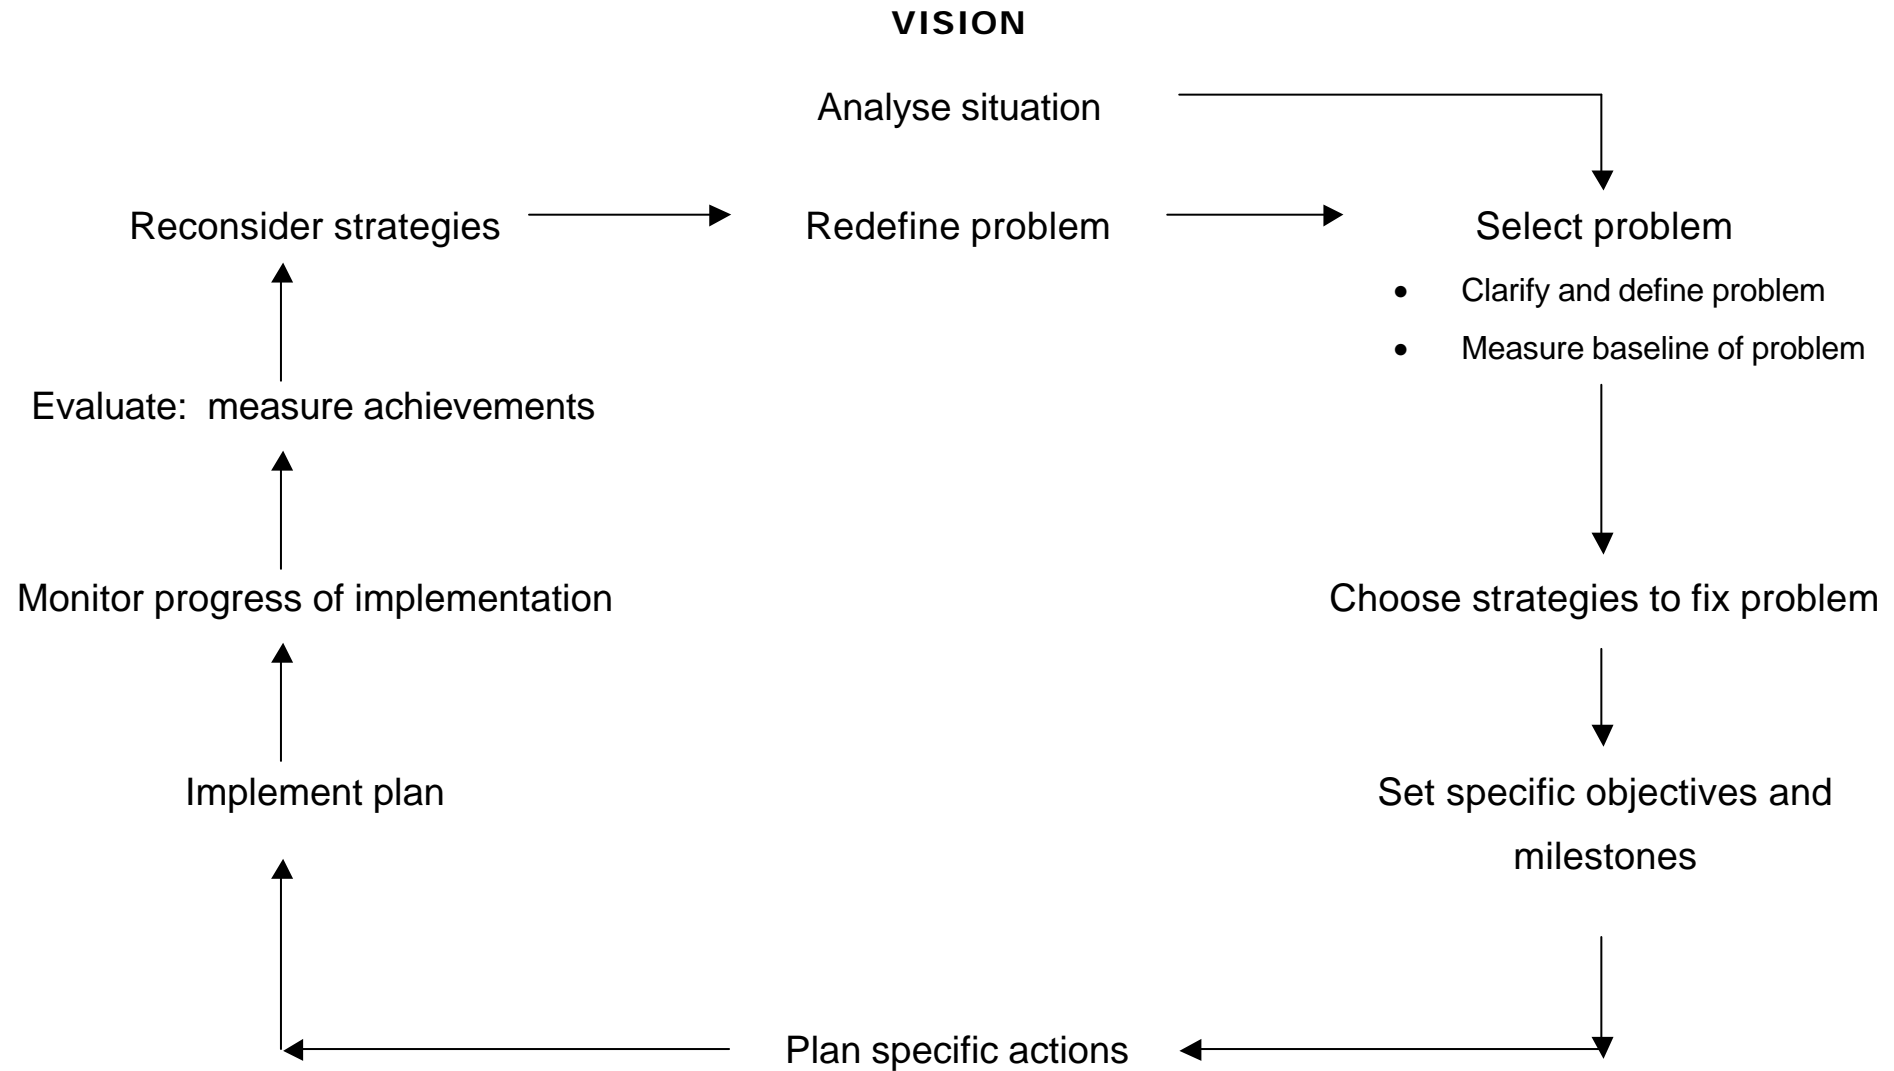 VISION
Analyse situation
Reconsider strategies
Redefine problem
Select problem
• Clarify and define problem
• Measure baseline of problem
Evaluate:  measure achievements
Monitor progress of implementation
Choose strategies to fix problem
Implement plan
Set specific objectives and
milestones
Plan specific actions